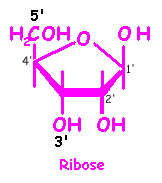 5'
H2COH O OH
4' 1'
2'
OH OH
3'
Ribose